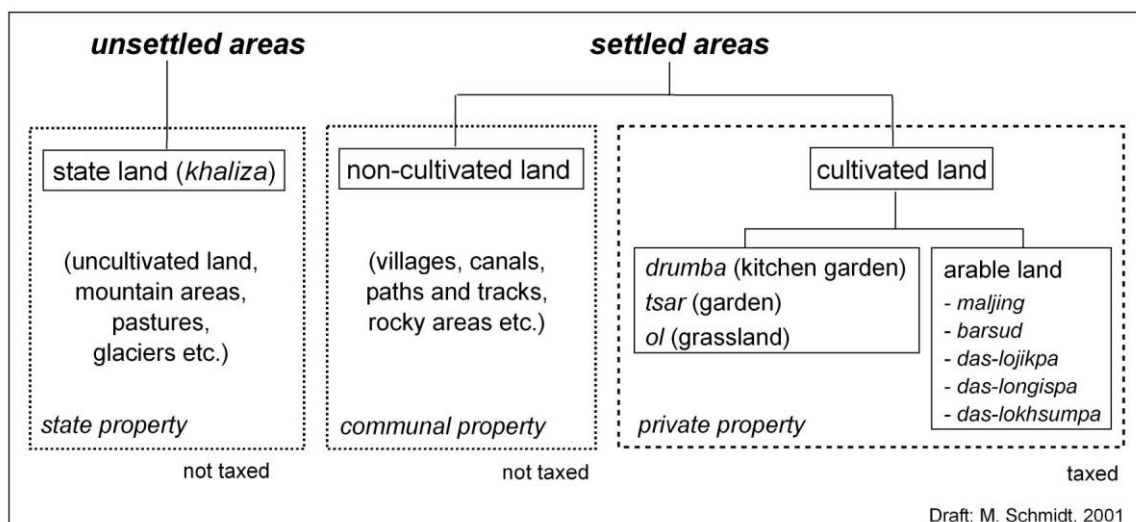 unsettled areas
settled areas
state land (khaliza)
(uncultivated land,
mountain areas,
pastures,
glaciers etc.)
state property
not taxed
non-cultivated land
(villages, canals,
paths and tracks,
rocky areas etc.)
communal property
not taxed
cultivated land
drumba (kitchen garden)
tsar (garden)
ol (grassland)
arable land
- maljing
- barsud
- das-lojikpa
- das-longispa
- das-lokhsumpa
private property
taxed
Draft: M. Schmidt, 2001